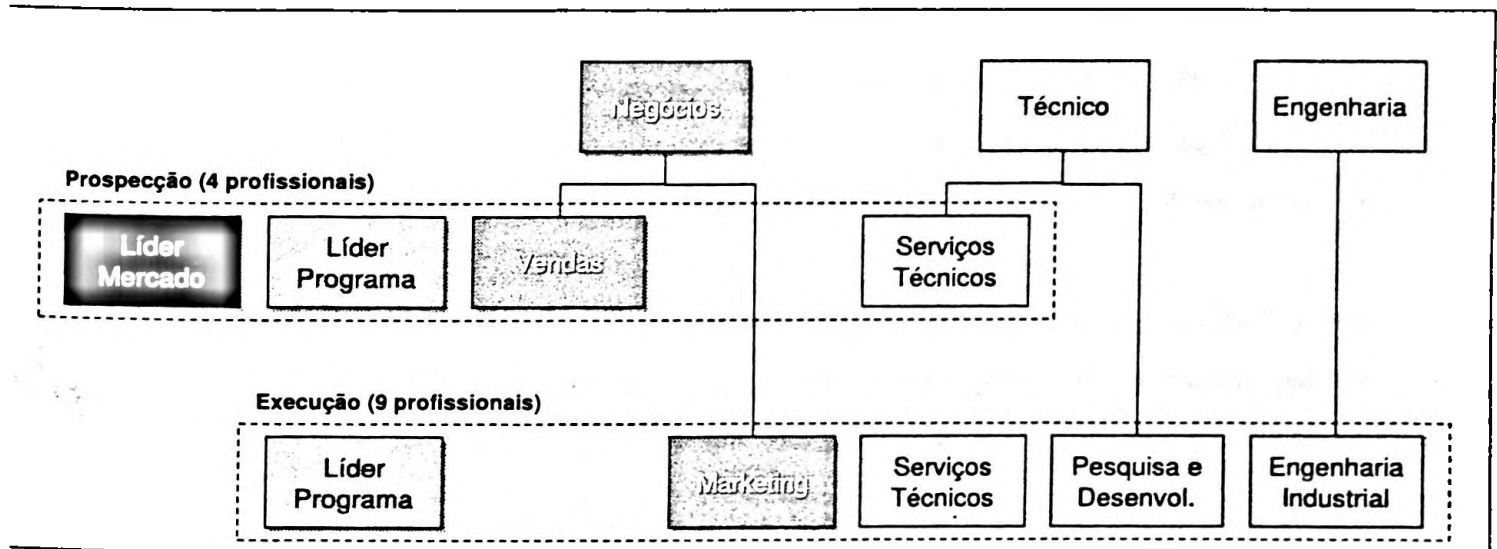 Negócios
Técnico
Engenharia
Prospecção (4 profissionais)
Líder
Mercado
Líder
Programa
Vendas
Serviços
Técnicos
Execução (9 profissionais)
Líder
Programa
Marketing
Serviços
Técnicos
Pesquisa e
Desenvol.
Engenharia
Industrial